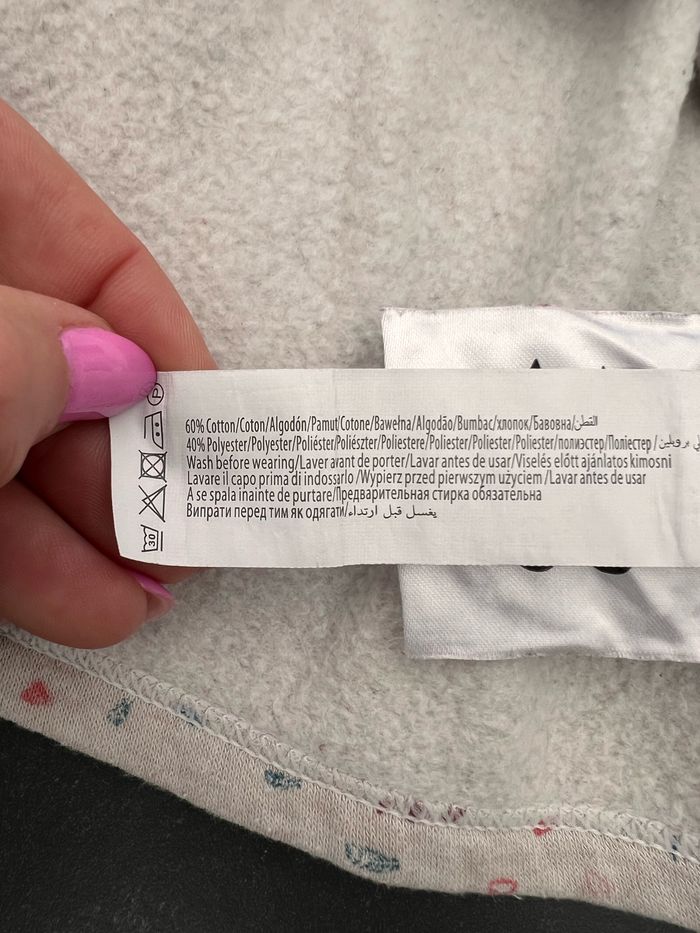 60% Cotton/Coton/Algodón/Pamut/Cotone/Bawełna/Algodão/Bumbac/хлопок/Бавовна/القطن
40% Polyester/Polyester/Poliéster/Poliészter/Poliestere/Poliester/Poliester/Poliester/полиэстер/Поліестер/
Wash before wearing/Laver avant de porter/Lavar antes de usar/Viselés előtt ajánlatos kimosni
Lavare il capo prima di indossarlo/Wypierz przed pierwszym użyciem/Lavar antes de usar
A se spala inainte de purtare/Предварительная стирка обязательна
Випрати перед тим як одягати/يغسل قبل ارتداء
30
P